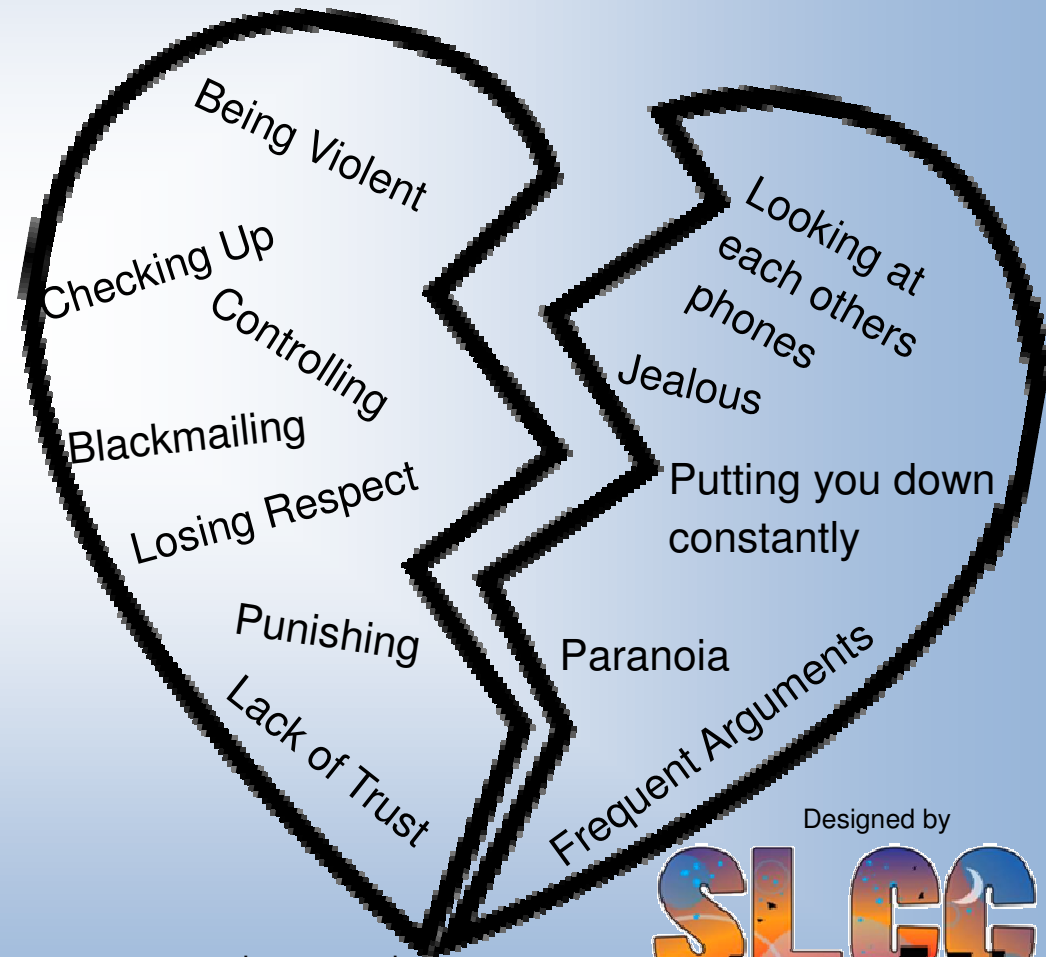 Being Violent
Checking Up
Controlling
Blackmailing
Losing Respect
Punishing
Lack of Trust
Looking at
each others
phones
Jealous
Putting you down
constantly
Paranoia
Frequent Arguments
Designed by
SLCC